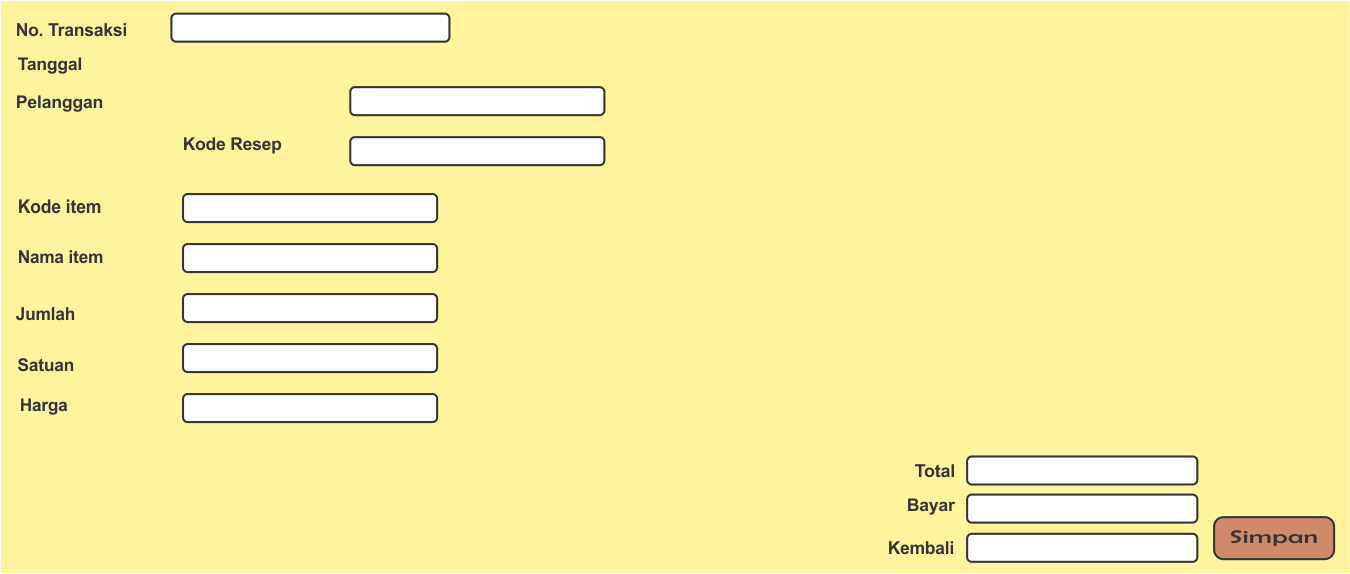 No. Transaksi
Tanggal
Pelanggan
Kode Resep
Kode item
Nama item
Jumlah
Satuan
Harga
Total
Bayar
Kembali
Simpan